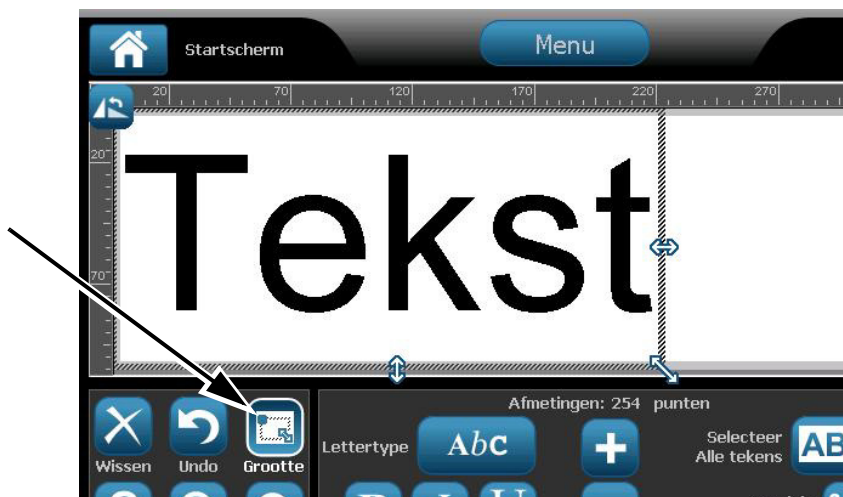 Startscherm
Menu
20 70 120 170 220 270
20
70
Tekst
Afmetingen: 254 punten
Lettertype AbC
Selecteer
Alle tekens
AB
Wissen Undo Grootte